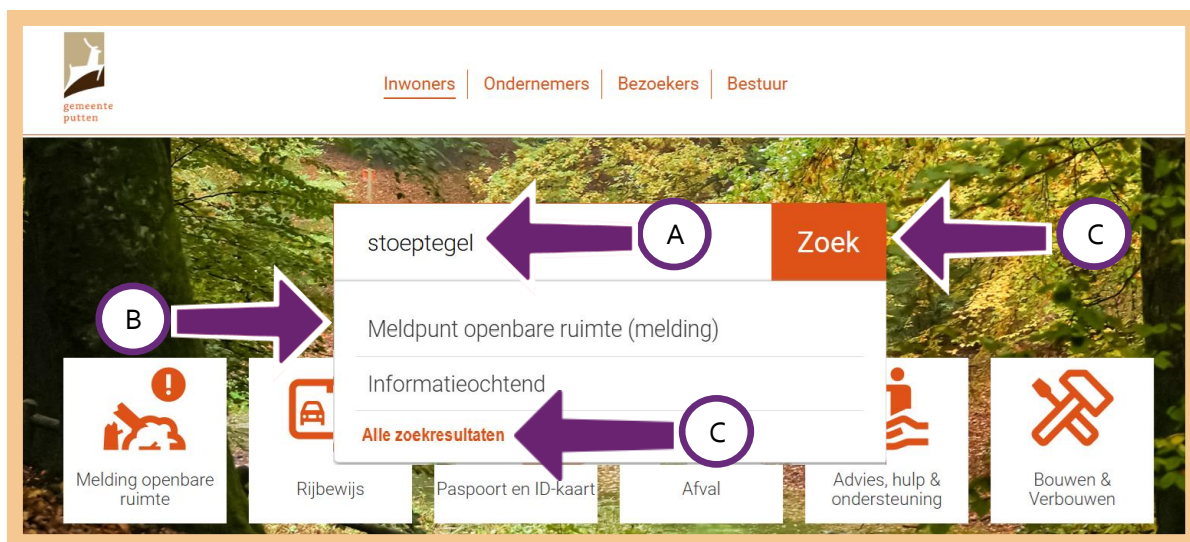 gemeente
putten
Inwoners
Ondernemers
Bezoekers
Bestuur
stoeptegel
A
Zoek
C
B
Meldpunt openbare ruimte (melding)
Informatieochtend
Alle zoekresultaten
C
Melding openbare
ruimte
Rijbewijs
Paspoort en ID-kaart
Afval
Advies, hulp &
ondersteuning
Bouwen &
Verbouwen